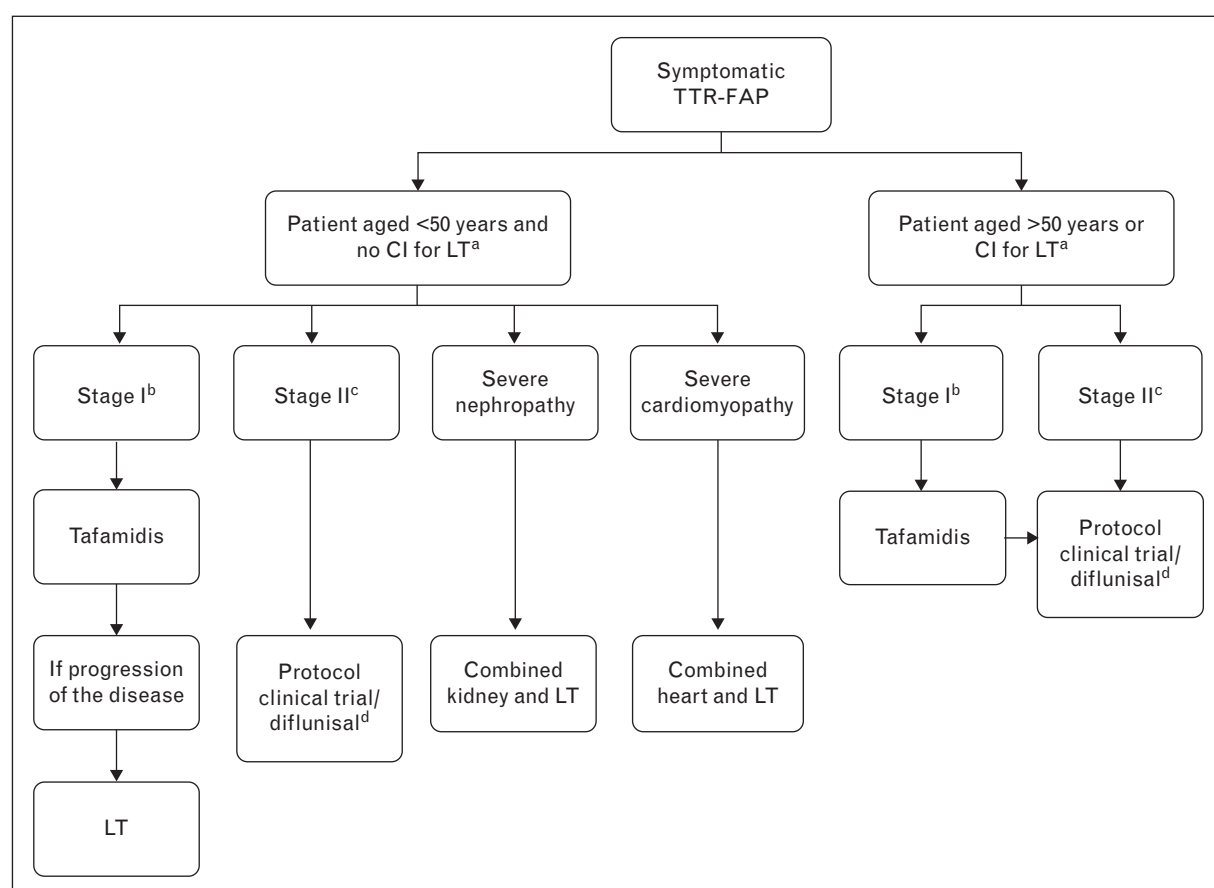 Symptomatic
TTR-FAP
Patient aged <50 years and
no CI for LTᵃ
Patient aged >50 years or
CI for LTᵃ
Stage Iᵇ
Stage IIᶜ
Severe
nephropathy
Severe
cardiomyopathy
Stage Iᵇ
Stage IIᶜ
Tafamidis
Tafamidis
Protocol
clinical trial/
diflunisalᵈ
If progression
of the disease
Protocol
clinical trial/
diflunisalᵈ
Combined
kidney and LT
Combined
heart and LT
LT